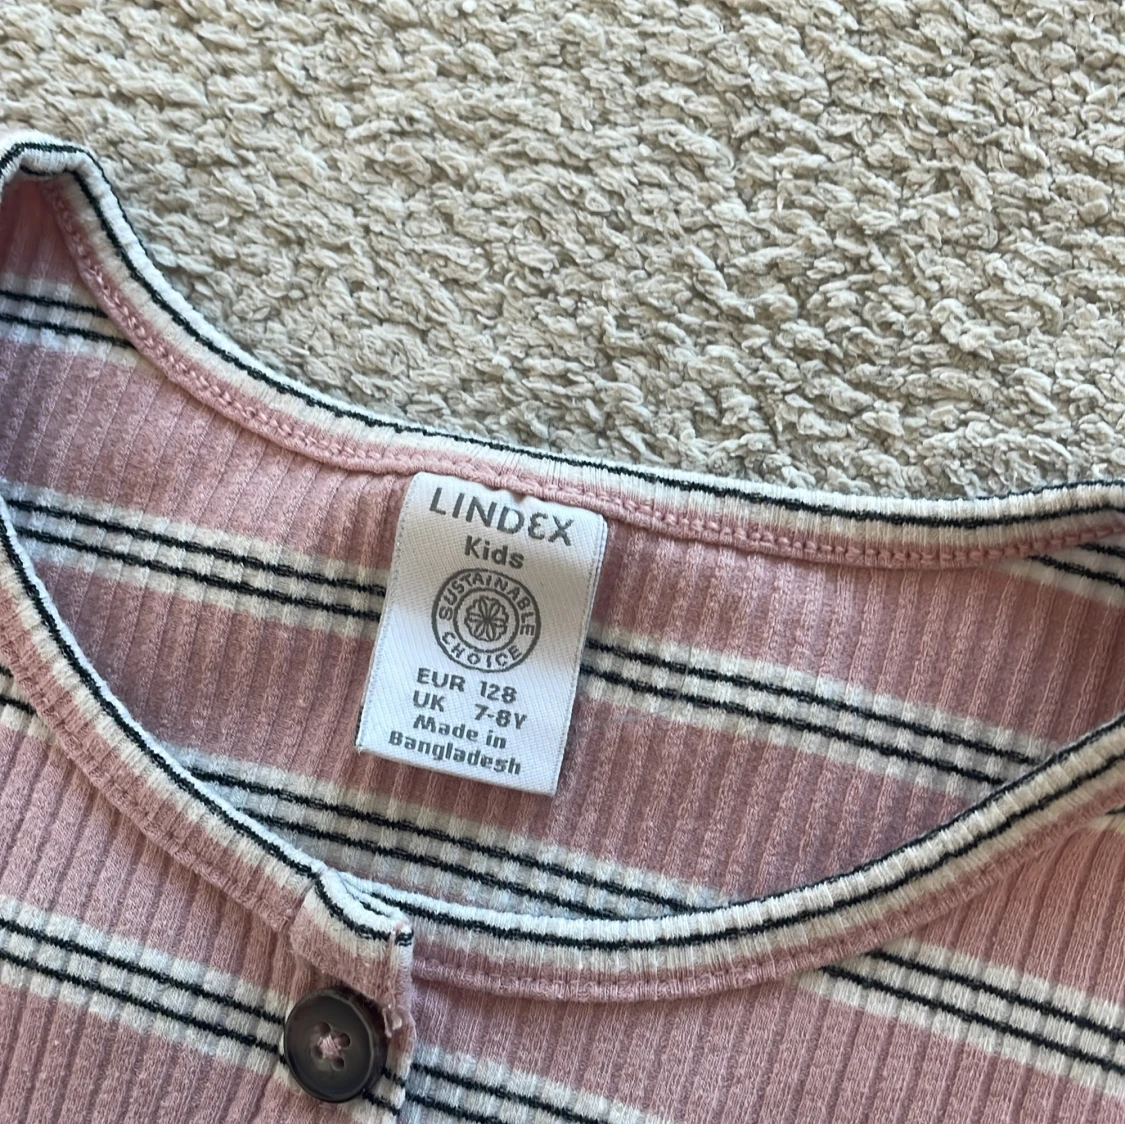 LINDEX
Kids
SUSTAINABLE
CHOICE
EUR 128
UK 7-8Y
Made in
Bangladesh